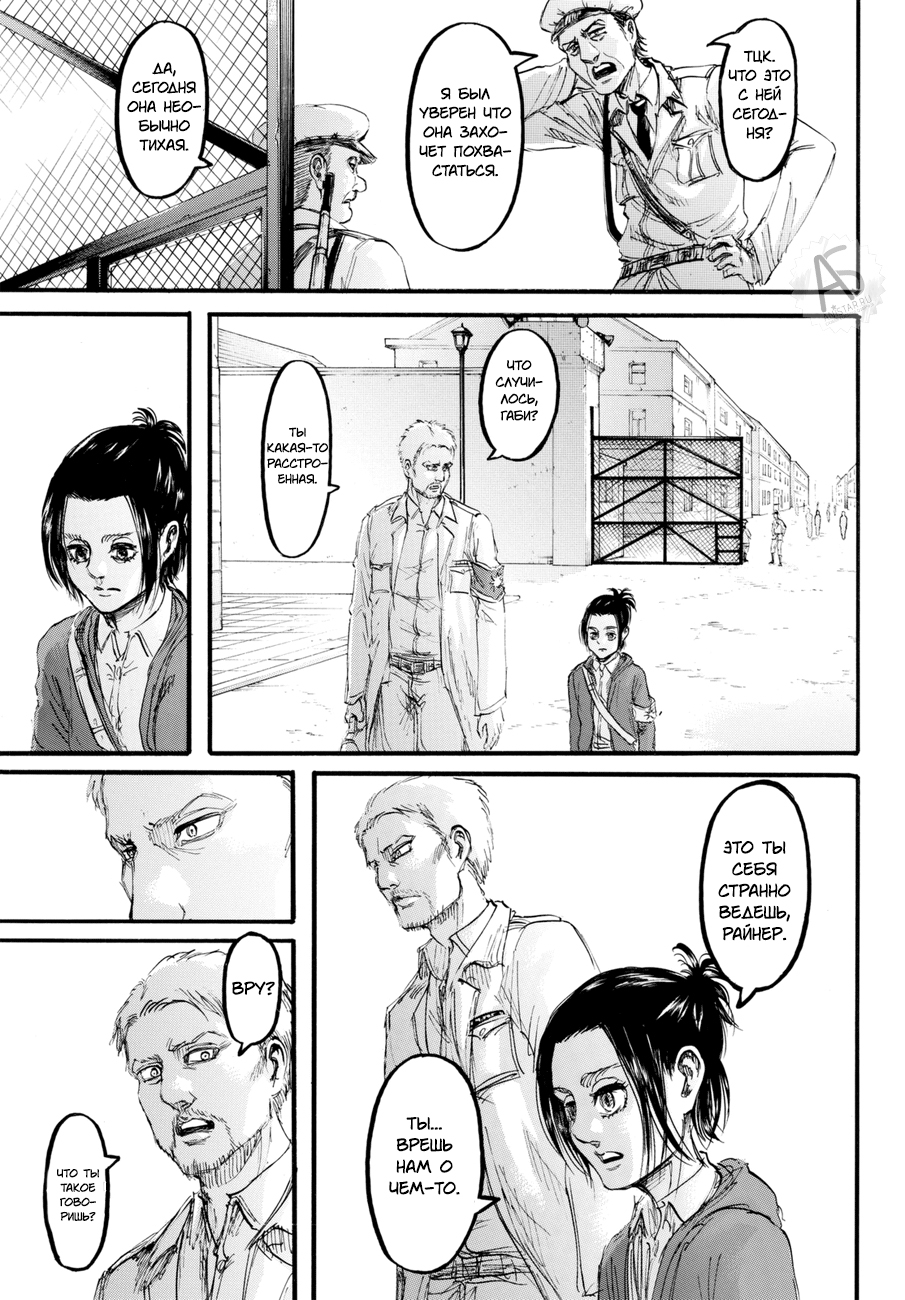 ТЦК.
ЧТО ЭТО
С НЕЙ
СЕГОД-
НЯ?
Я БЫЛ
УВЕРЕН ЧТО
ОНА ЗАХО-
ЧЕТ ПОХВА-
СТАТЬСЯ.
ДА,
СЕГОДНЯ
ОНА НЕО-
БЫЧНО
ТИХАЯ.
ЧТО
СЛУЧИ-
ЛОСЬ,
ГАБИ?
ТЫ
КАКАЯ-ТО
РАССТРО-
ЕННАЯ.
ЭТО ТЫ
СЕБЯ
СТРАННО
ВЕДЕШЬ,
РАЙНЕР.
ТЫ...
ВРЕШЬ
НАМ О
ЧЕМ-ТО.
ВРУ?
ЧТО ТЫ
ТАКОЕ
ГОВО-
РИШЬ?